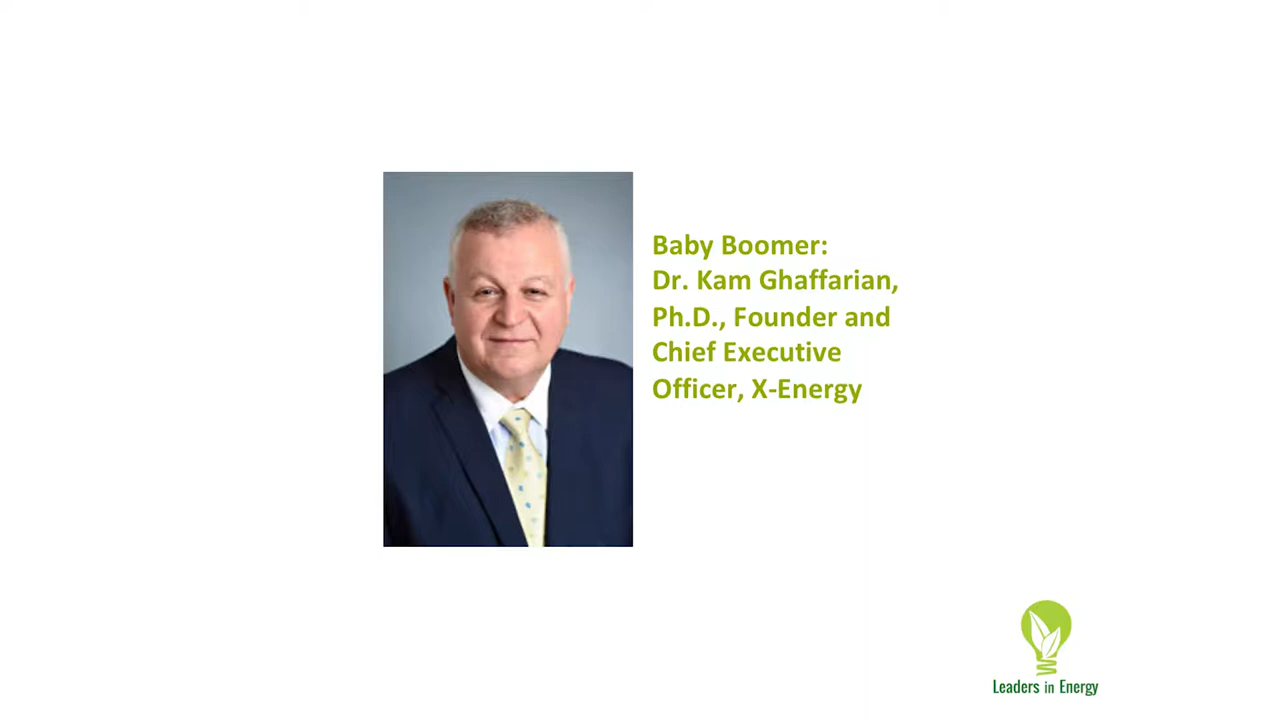 Baby Boomer:
Dr. Kam Ghaffarian,
Ph.D., Founder and
Chief Executive
Officer, X-Energy
Leaders in Energy